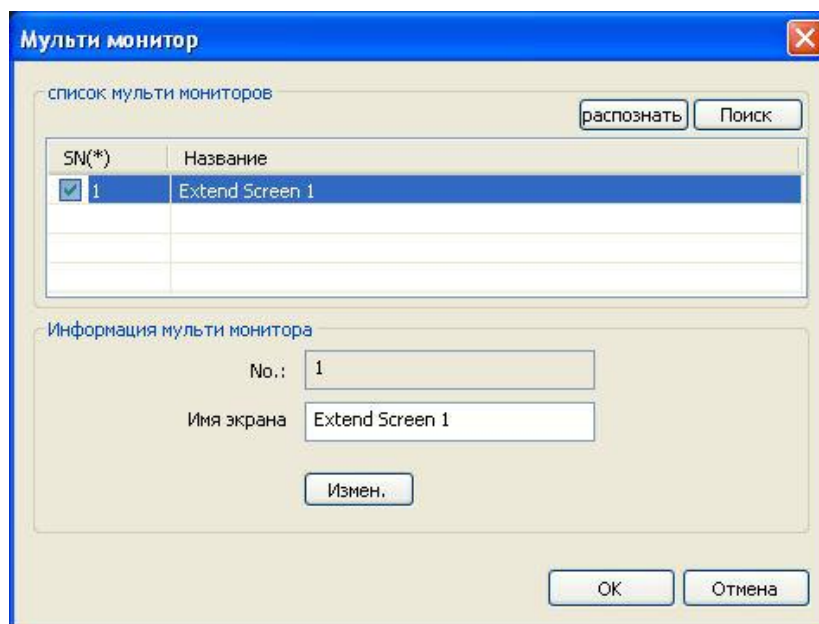 Мульти монитор
список мульти мониторов
распознать Поиск
SN(*) Название
1 Extend Screen 1
Информация мульти монитора
No.: 1
Имя экрана Extend Screen 1
Измен.
OK Отмена